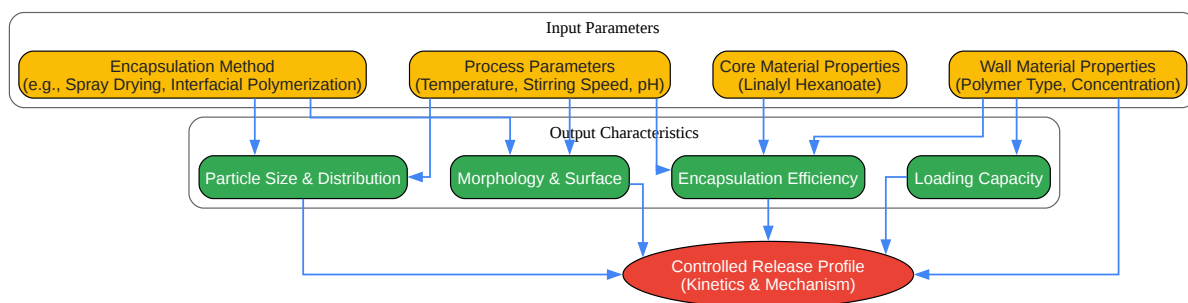 Input Parameters
Encapsulation Method
(e.g., Spray Drying, Interfacial Polymerization)
Process Parameters
(Temperature, Stirring Speed, pH)
Core Material Properties
(Linalyl Hexanoate)
Wall Material Properties
(Polymer Type, Concentration)
Output Characteristics
Particle Size & Distribution
Morphology & Surface
Encapsulation Efficiency
Loading Capacity
Controlled Release Profile
(Kinetics & Mechanism)